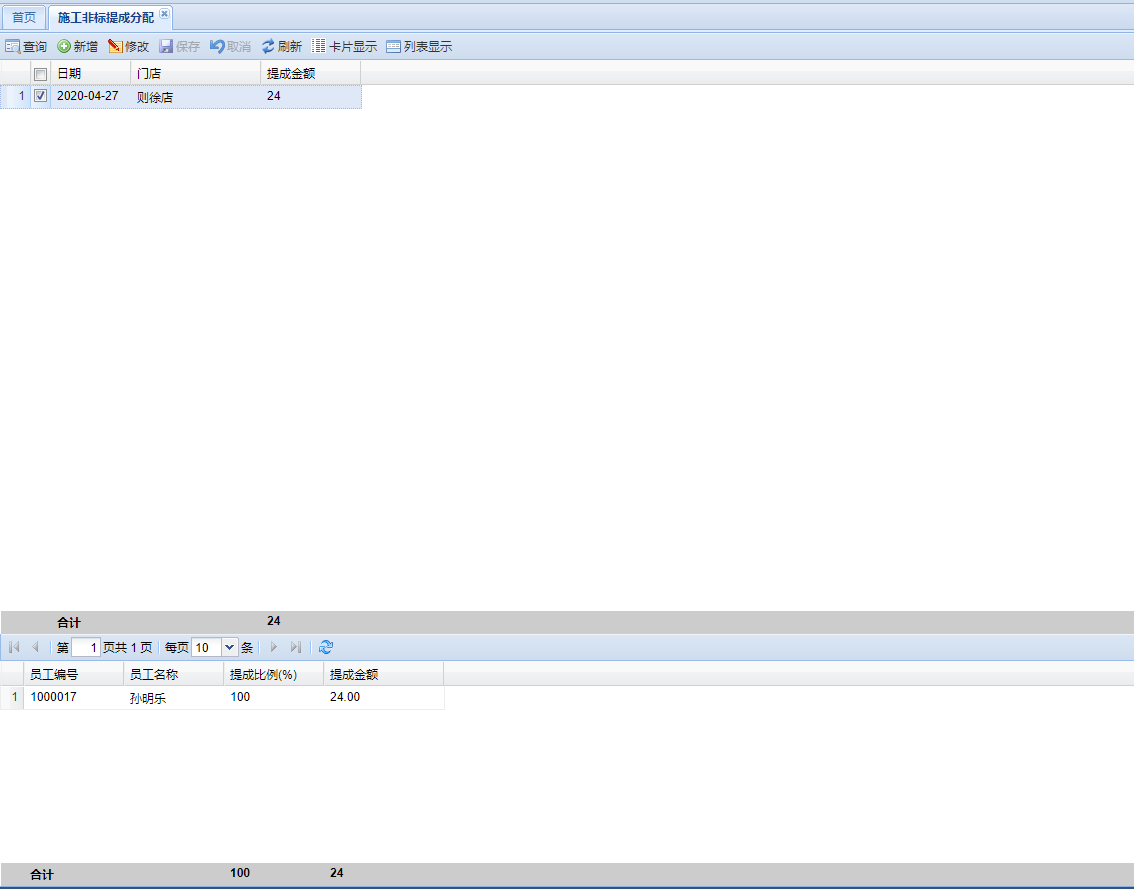 首页 施工非标提成分配
查询 新增 修改 保存 取消 刷新 卡片显示 列表显示
日期 门店 提成金额
1 2020-04-27 则徐店 24
合计 24
第 1 页共 1 页 每页 10 条
员工编号 员工名称 提成比例(%) 提成金额
1 1000017 孙明乐 100 24.00
合计 100 24